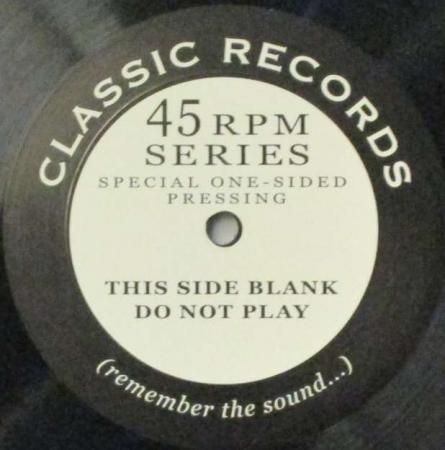 CLASSIC RECORDS
45 RPM
SERIES
SPECIAL ONE-SIDED
PRESSING
THIS SIDE BLANK
DO NOT PLAY
(remember the sound...)